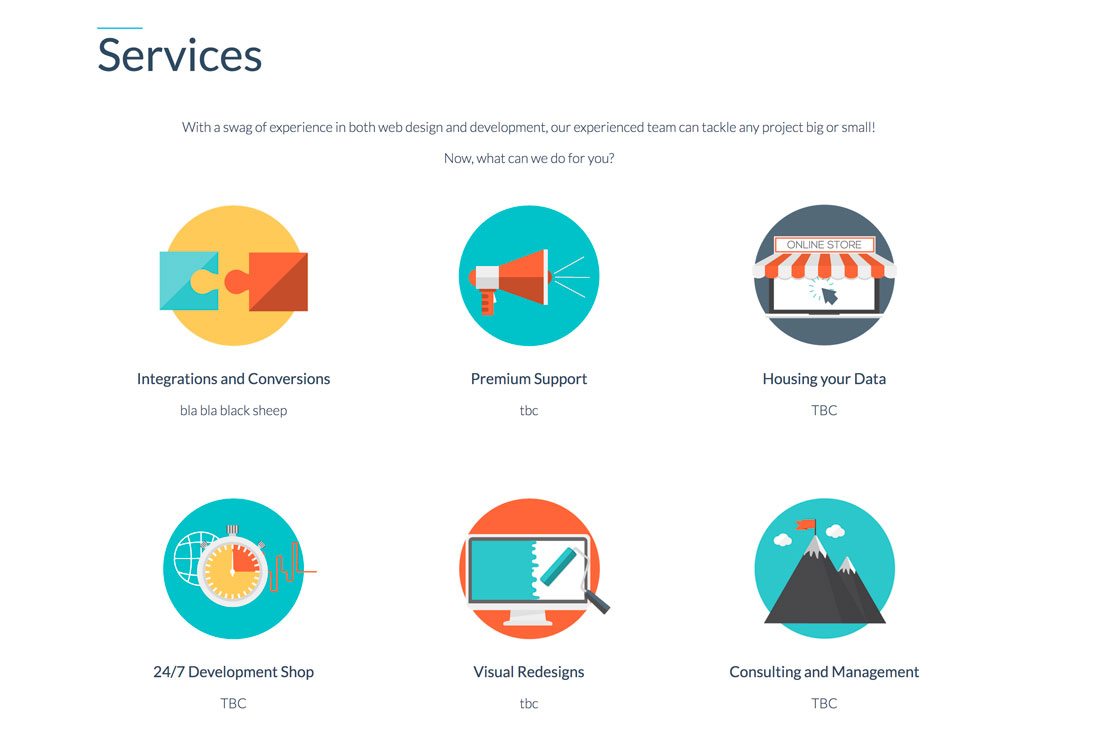 Services
With a swag of experience in both web design and development, our experienced team can tackle any project big or small!
Now, what can we do for you?
ONLINE STORE
Integrations and Conversions
Premium Support
Housing your Data
bla bla black sheep
tbc
TBC
24/7 Development Shop
Visual Redesigns
Consulting and Management
TBC
tbc
TBC